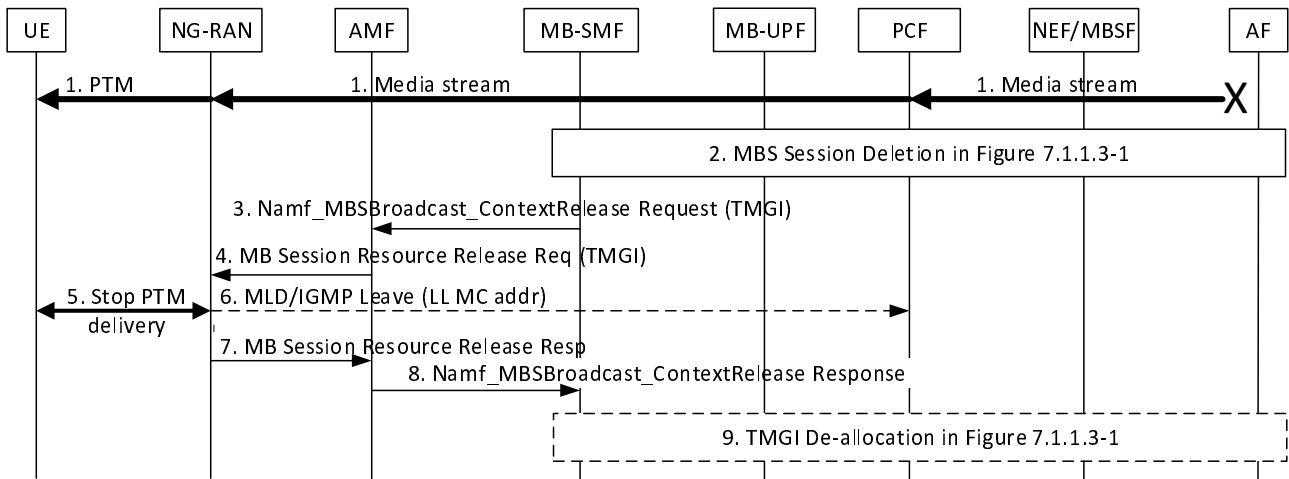 UE NG-RAN AMF MB-SMF MB-UPF PCF NEF/MBSF AF
1. PTM 1. Media stream 1. Media stream
X
2. MBS Session Deletion in Figure 7.1.1.3-1
3. Namf_MBSBroadcast_ContextRelease Request (TMGI)
4. MB Session Resource Release Req (TMGI)
5. Stop PTM
delivery
6. MLD/IGMP Leave (LL MC addr)
7. MB Session Resource Release Resp
8. Namf_MBSBroadcast_ContextRelease Response
9. TMGI De-allocation in Figure 7.1.1.3-1